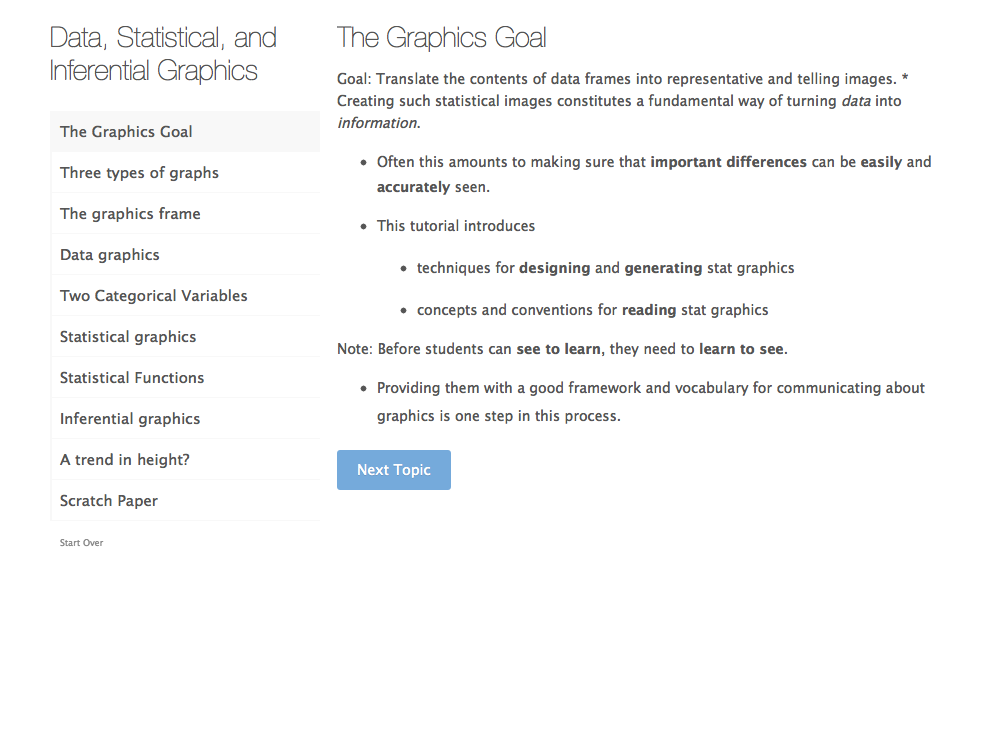 Data, Statistical, and
Inferential Graphics
The Graphics Goal
Three types of graphs
The graphics frame
Data graphics
Two Categorical Variables
Statistical graphics
Statistical Functions
Inferential graphics
A trend in height?
Scratch Paper
Start Over
The Graphics Goal
Goal: Translate the contents of data frames into representative and telling images. *
Creating such statistical images constitutes a fundamental way of turning data into
information.
• Often this amounts to making sure that important differences can be easily and
accurately seen.
• This tutorial introduces
• techniques for designing and generating stat graphics
• concepts and conventions for reading stat graphics
Note: Before students can see to learn, they need to learn to see.
• Providing them with a good framework and vocabulary for communicating about
graphics is one step in this process.
Next Topic